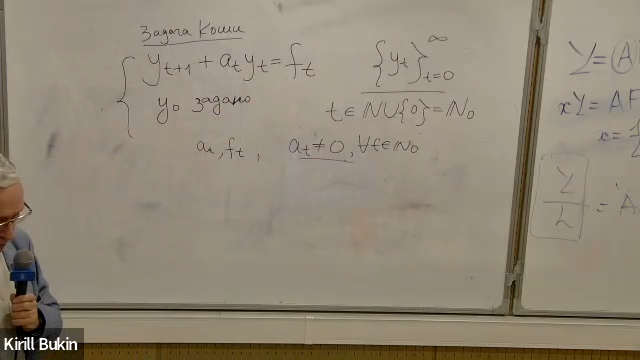 Задача Коши
y_{t+1} + a_t y_t = f_t
y_0 задано
{y_t}_{t=0}^∞
t ∈ ℕ∪{0} = ℕ_0
a_t, f_t, a_t ≠ 0, ∀t ∈ ℕ_0
Y = A
xY = AF
x =
Y/L = A
Kirill Bukin